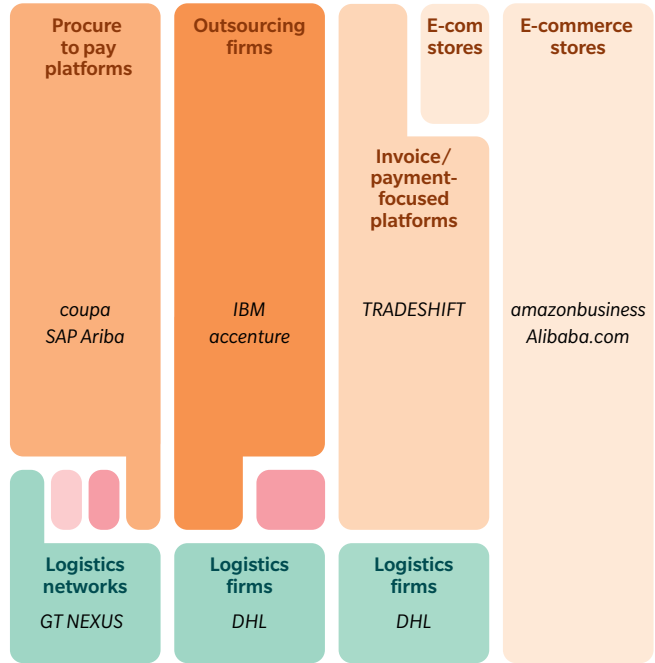 Procure
to pay
platforms
coupa
SAP Ariba
Logistics
networks
GT NEXUS
Outsourcing
firms
IBM
accenture
Logistics
firms
DHL
E-com
stores
Invoice/
payment-
focused
platforms
TRADESHIFT
Logistics
firms
DHL
E-commerce
stores
amazonbusiness
Alibaba.com